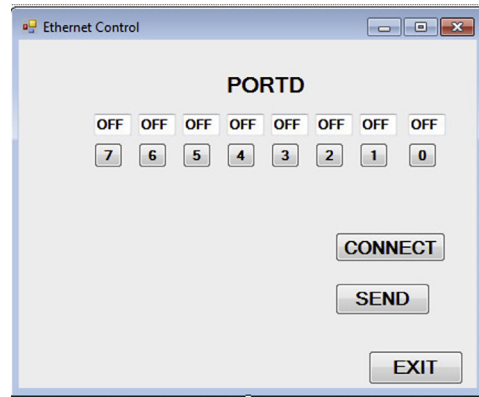 Ethernet Control
PORTD
OFF OFF OFF OFF OFF OFF OFF OFF
7 6 5 4 3 2 1 0
CONNECT
SEND
EXIT